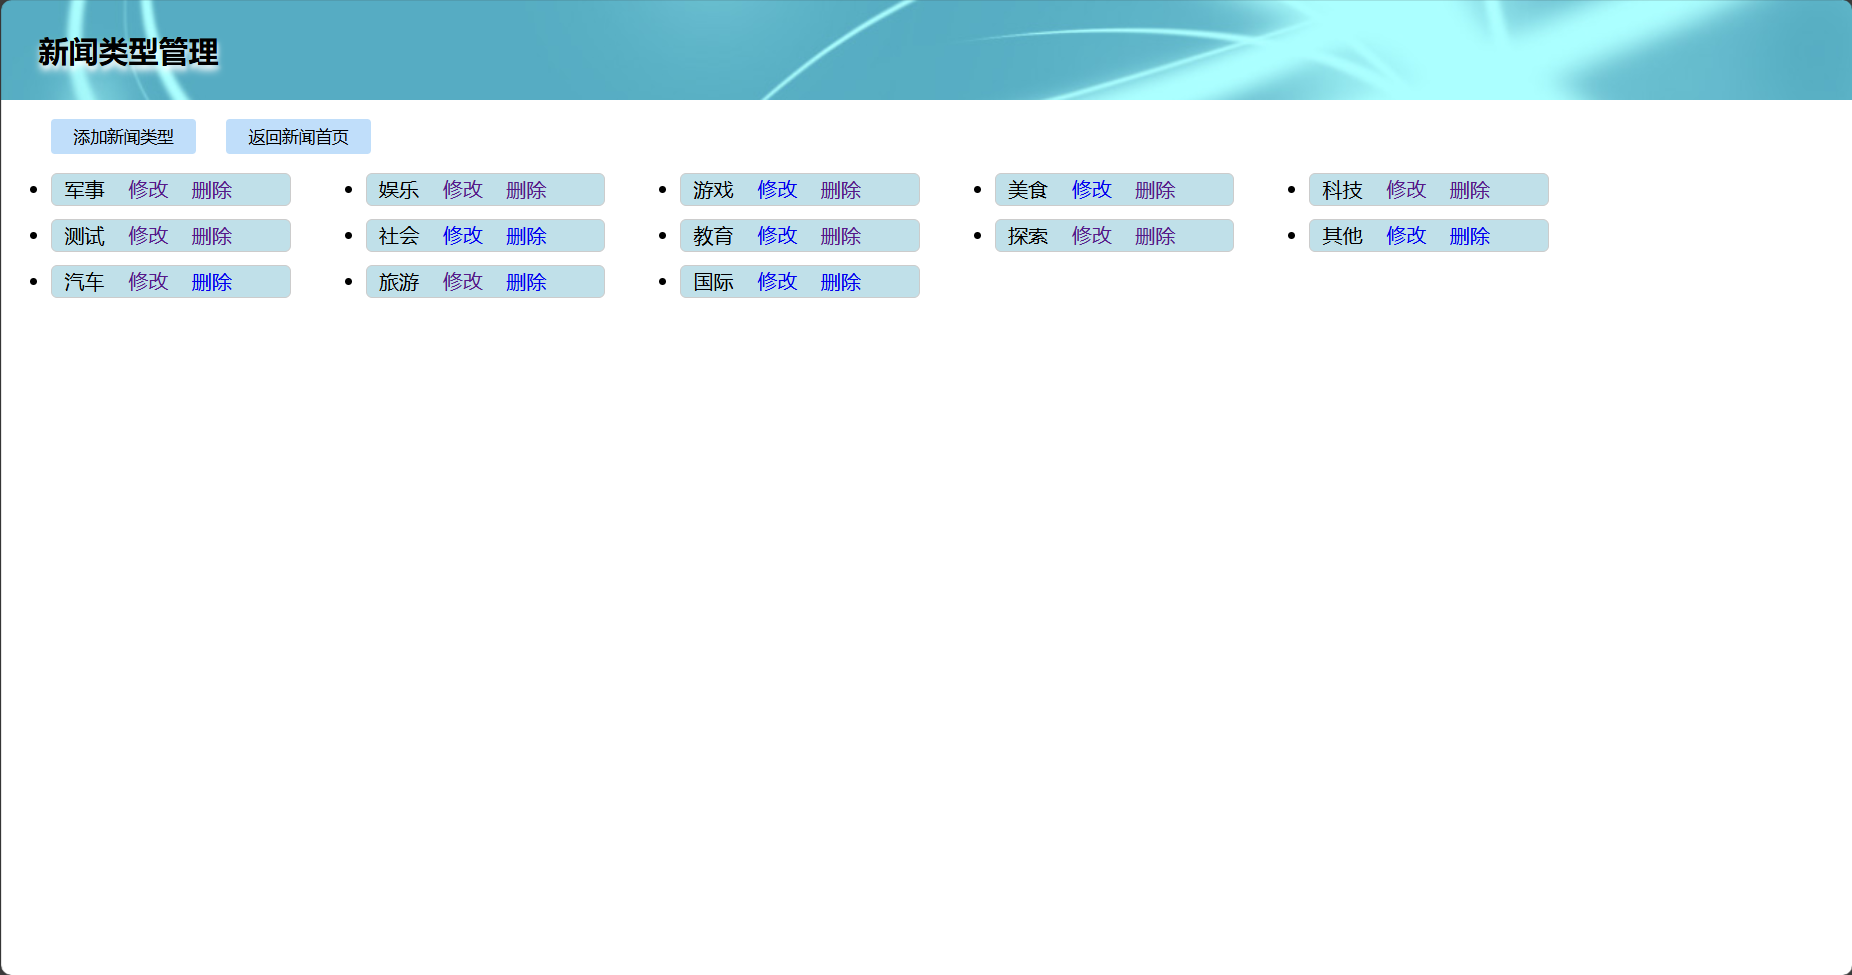 新闻类型管理
添加新闻类型 返回新闻首页
军事 修改 删除 娱乐 修改 删除 游戏 修改 删除 美食 修改 删除 科技 修改 删除
测试 修改 删除 社会 修改 删除 教育 修改 删除 探索 修改 删除 其他 修改 删除
汽车 修改 删除 旅游 修改 删除 国际 修改 删除